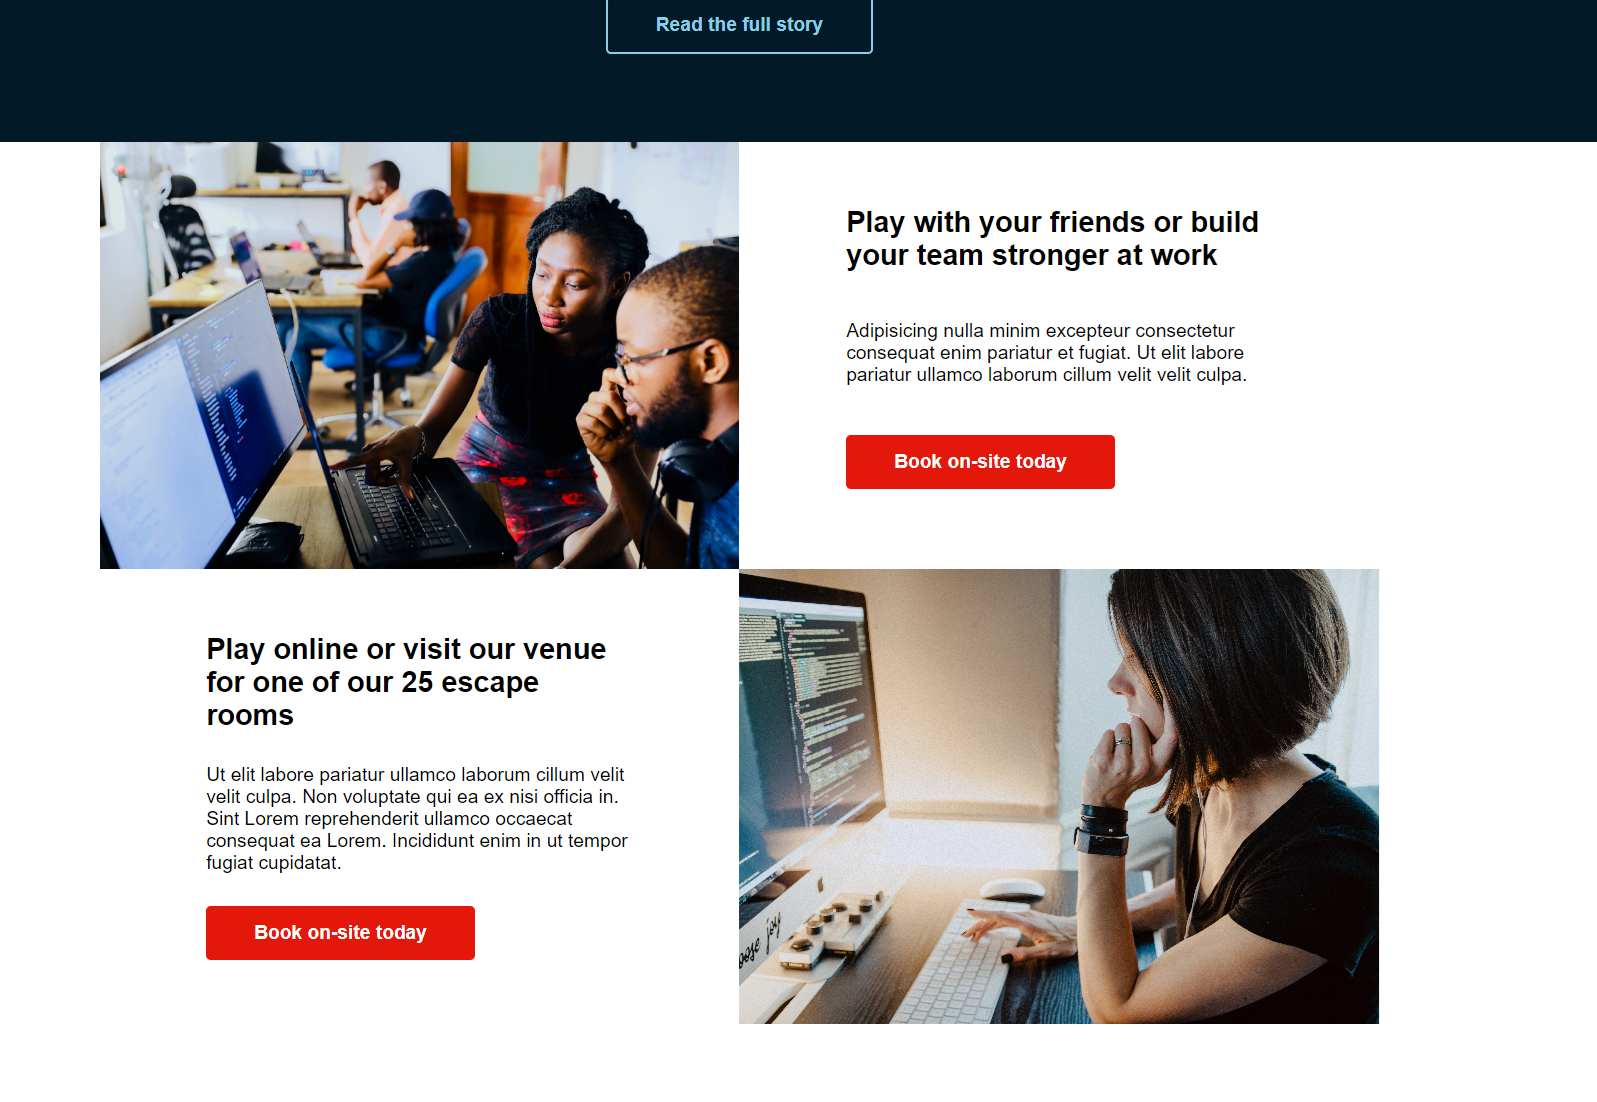 Read the full story
Play with your friends or build
your team stronger at work
Adipisicing nulla minim excepteur consectetur
consequat enim pariatur et fugiat. Ut elit labore
pariatur ullamco laborum cillum velit velit culpa.
Book on-site today
Play online or visit our venue
for one of our 25 escape
rooms
Ut elit labore pariatur ullamco laborum cillum velit
velit culpa. Non voluptate qui ea ex nisi officia in.
Sint Lorem reprehenderit ullamco occaecat
consequat ea Lorem. Incididunt enim in ut tempor
fugiat cupidatat.
Book on-site today